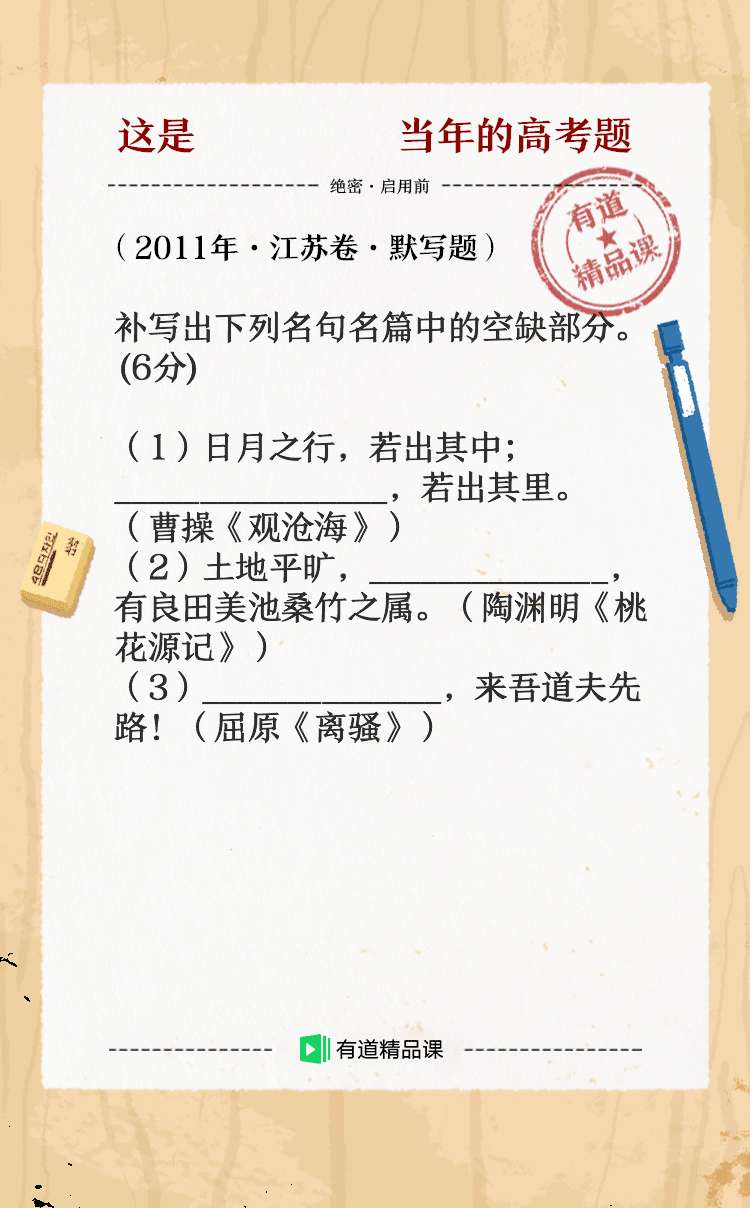 这是 当年的高考题
绝密·启用前
有道
精品课
（2011年·江苏卷·默写题）
补写出下列名句名篇中的空缺部分。
(6分)
（1）日月之行，若出其中；
________________，若出其里。
（曹操《观沧海》）
（2）土地平旷，______________，
有良田美池桑竹之属。（陶渊明《桃
花源记》）
（3）______________，来吾道夫先
路！（屈原《离骚》）
有道精品课